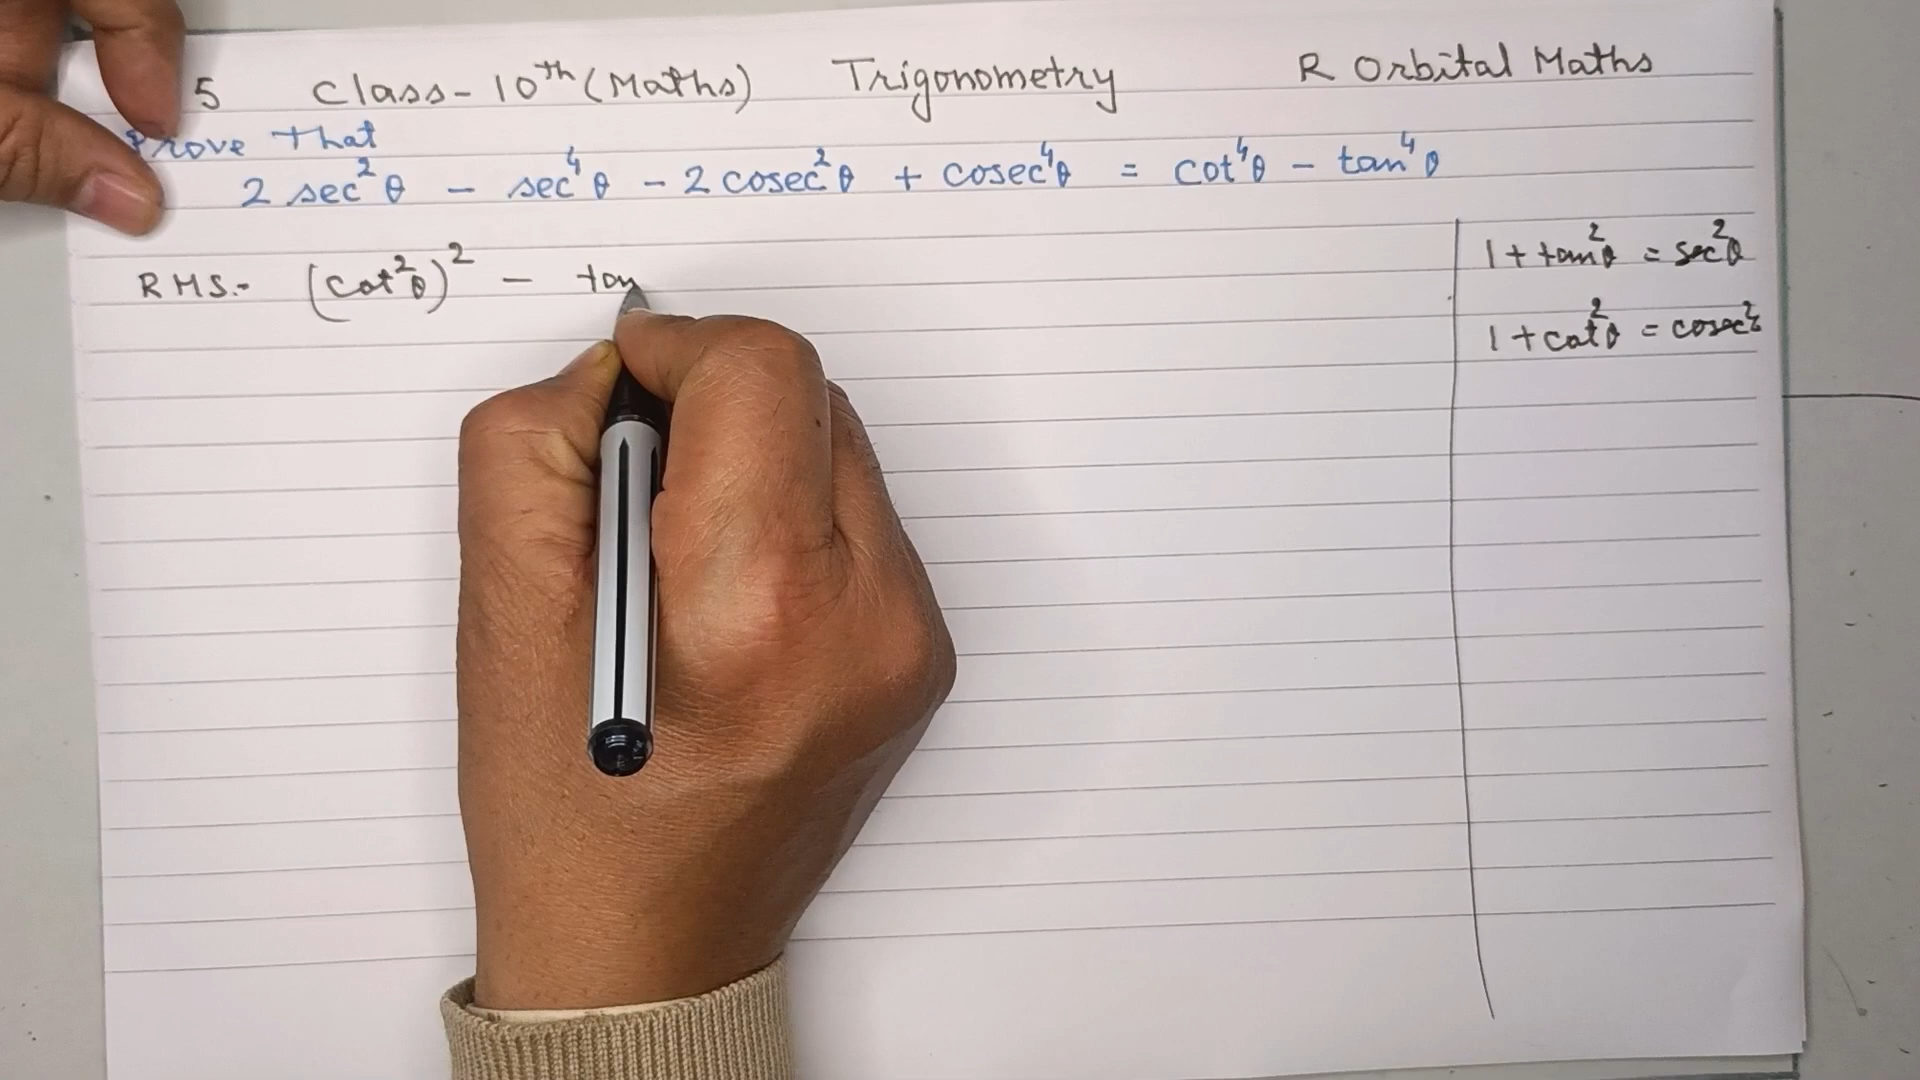 5 Class - 10th (Maths) Trigonometry R Orbital Maths
Prove That
2 sec²θ - sec⁴θ - 2 cosec²θ + cosec⁴θ = cot⁴θ - tan⁴θ
RHS.- (cot²θ)² - tan
1 + tan²θ = sec²θ
1 + cot²θ = cosec²θ